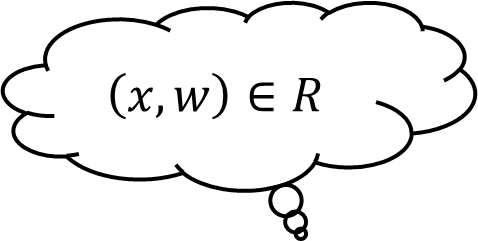 (x, w) ∈ R